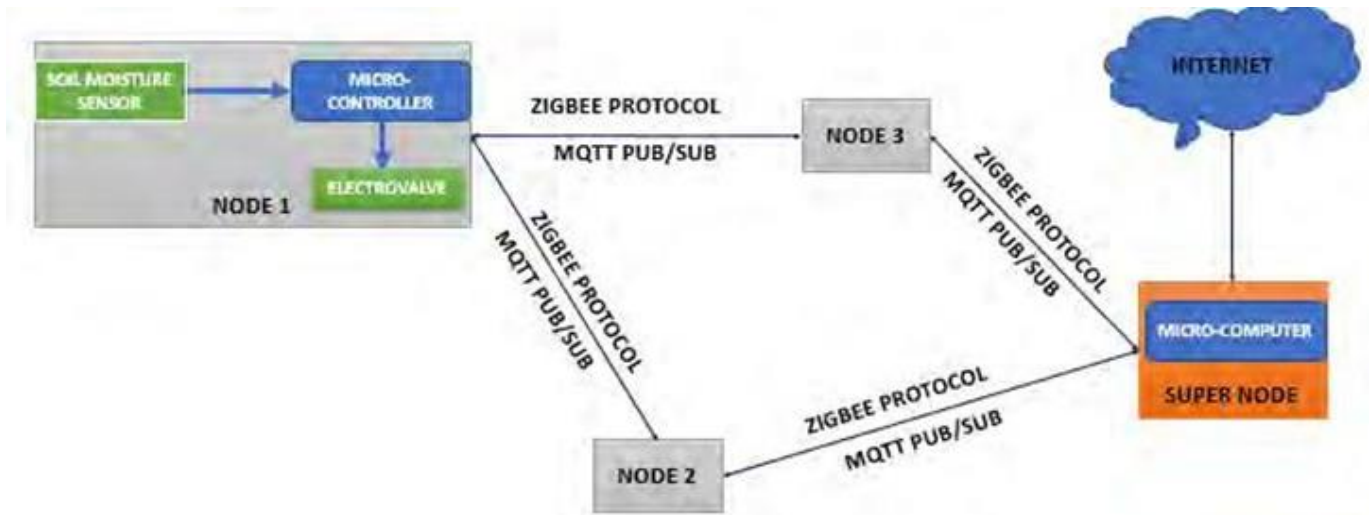 SOIL MOISTURE
SENSOR
MICRO-
CONTROLLER
ELECTROVALVE
NODE 1
ZIGBEE PROTOCOL
MQTT PUB/SUB
NODE 3
INTERNET
ZIGBEE PROTOCOL
MQTT PUB/SUB
ZIGBEE PROTOCOL
MQTT PUB/SUB
MICRO-COMPUTER
SUPER NODE
ZIGBEE PROTOCOL
MQTT PUB/SUB
NODE 2